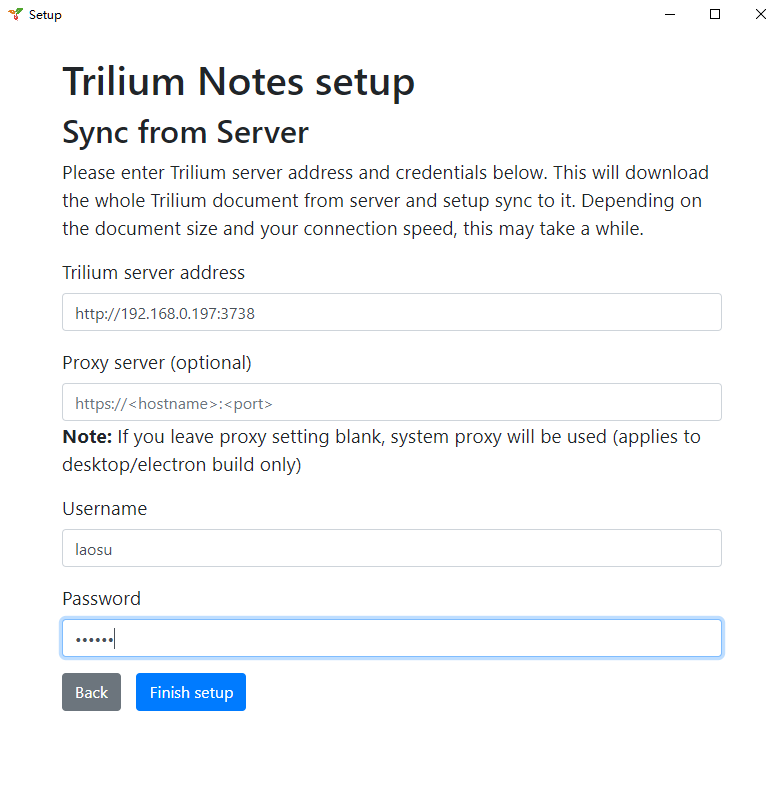 Setup
Trilium Notes setup
Sync from Server
Please enter Trilium server address and credentials below. This will download
the whole Trilium document from server and setup sync to it. Depending on
the document size and your connection speed, this may take a while.
Trilium server address
http://192.168.0.197:3738
Proxy server (optional)
https://<hostname>:<port>
Note: If you leave proxy setting blank, system proxy will be used (applies to
desktop/electron build only)
Username
laosu
Password
••••••
Back Finish setup